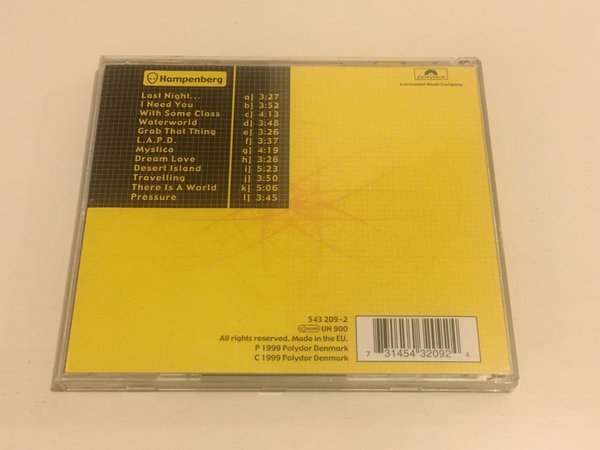 Hampenberg
Polydor
A Universal Music Company
Last Night... a] 3:27
I Need You b] 3:52
With Some Class c] 4:13
Waterworld d] 3:48
Grab That Thing e] 3:26
L.A.P.D. f] 3:37
Mystica g] 4:19
Dream Love h] 3:26
Desert Island i] 5:23
Travelling j] 3:50
There Is A World k] 5:06
Pressure l] 3:45
543 209-2
UN 900
All rights reserved. Made in the EU.
P 1999 Polydor Denmark
C 1999 Polydor Denmark
7 31454 32092 4